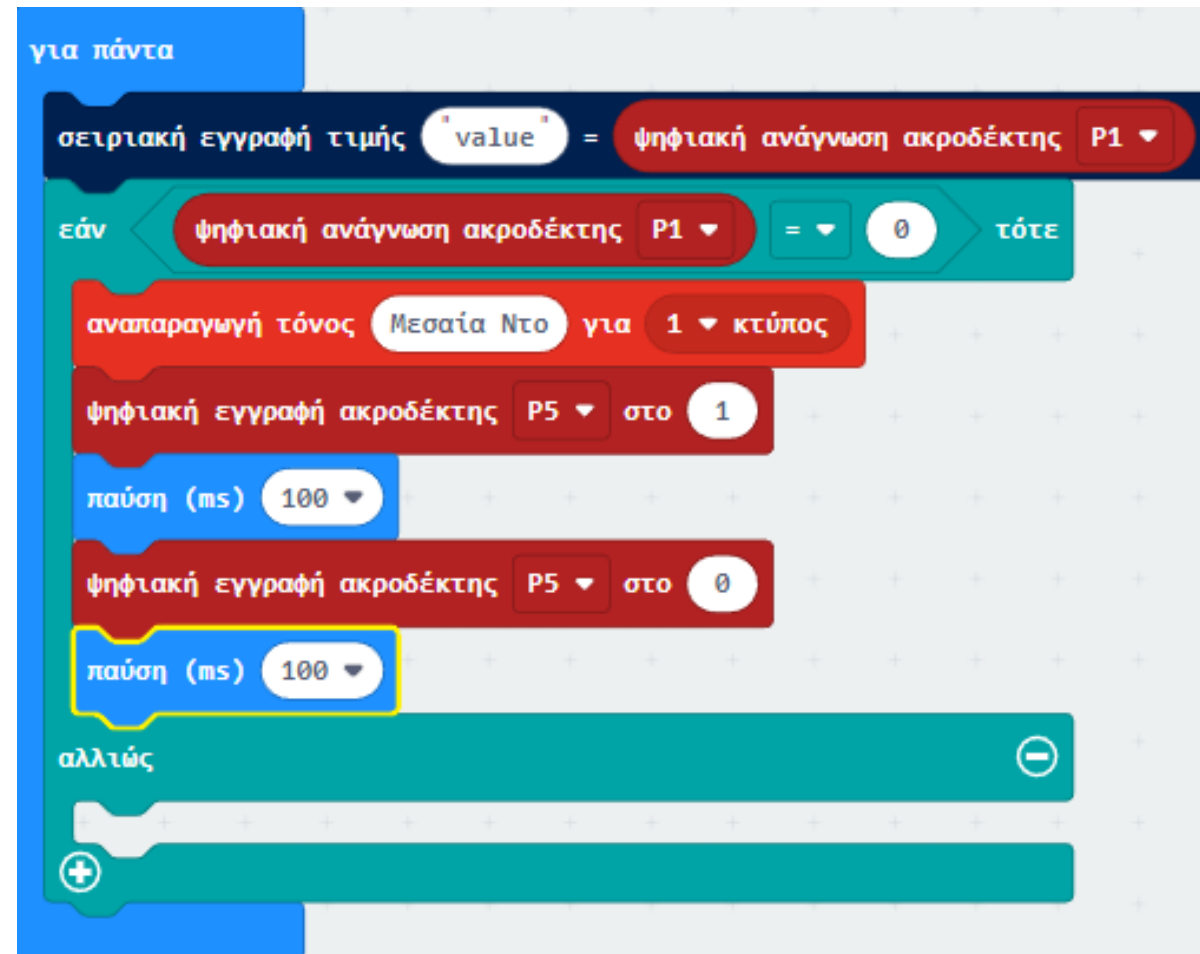 για πάντα
σειριακή εγγραφή τιμής "value" = ψηφιακή ανάγνωση ακροδέκτης P1
εάν ψηφιακή ανάγνωση ακροδέκτης P1 = 0 τότε
αναπαραγωγή τόνος Μεσαία Ντο για 1 κτύπος
ψηφιακή εγγραφή ακροδέκτης P5 στο 1
παύση (ms) 100
ψηφιακή εγγραφή ακροδέκτης P5 στο 0
παύση (ms) 100
αλλιώς